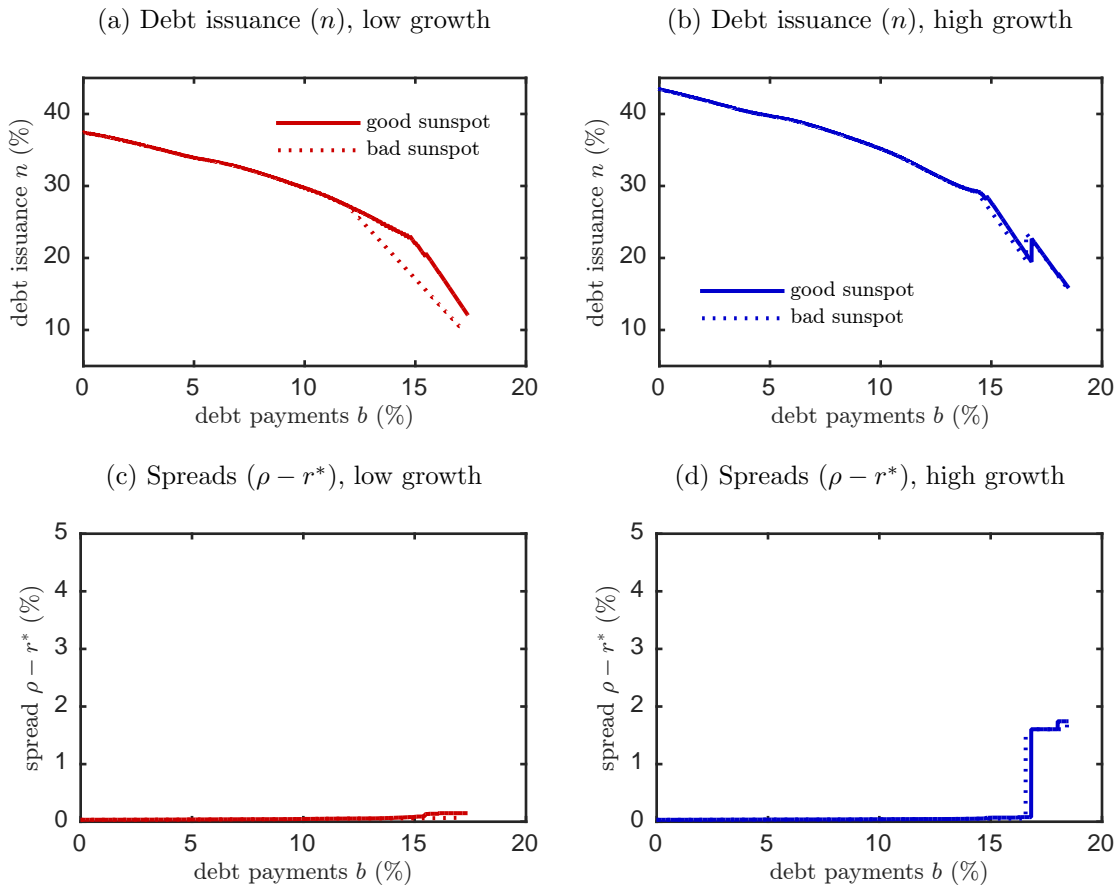 (a) Debt issuance (n), low growth
debt issuance n (%)
40
30
20
10
good sunspot
bad sunspot
0 5 10 15 20
debt payments b (%)
(b) Debt issuance (n), high growth
debt issuance n (%)
40
30
20
10
good sunspot
bad sunspot
0 5 10 15 20
debt payments b (%)
(c) Spreads (ρ − r*), low growth
spread ρ − r* (%)
5
4
3
2
1
0
0 5 10 15 20
debt payments b (%)
(d) Spreads (ρ − r*), high growth
spread ρ − r* (%)
5
4
3
2
1
0
0 5 10 15 20
debt payments b (%)